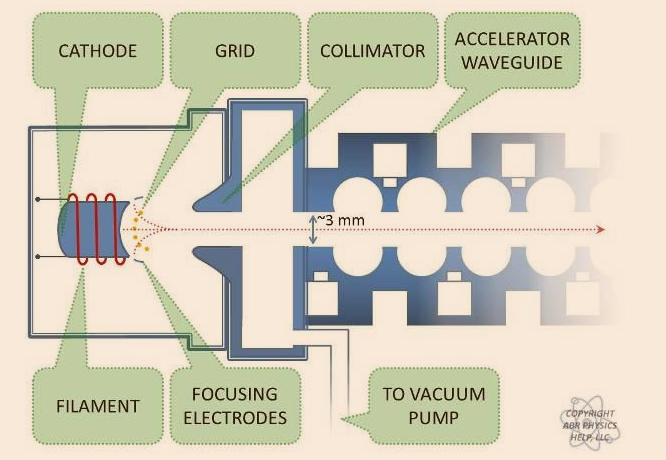 CATHODE
GRID
COLLIMATOR
ACCELERATOR
WAVEGUIDE
~3 mm
FILAMENT
FOCUSING
ELECTRODES
TO VACUUM
PUMP
COPYRIGHT
ABR PHYSICS
HELP, LLC